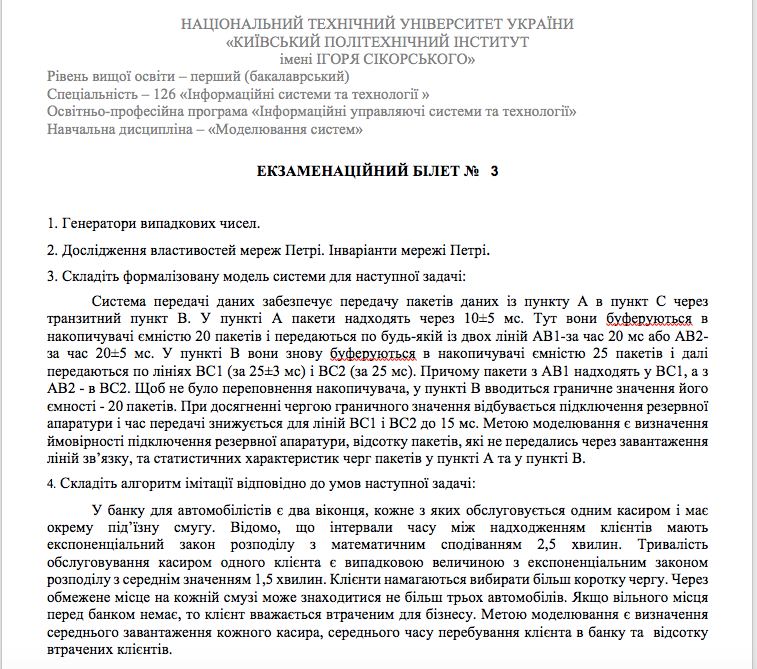 НАЦІОНАЛЬНИЙ ТЕХНІЧНИЙ УНІВЕРСИТЕТ УКРАЇНИ
«КИЇВСЬКИЙ ПОЛІТЕХНІЧНИЙ ІНСТИТУТ
імені ІГОРЯ СІКОРСЬКОГО»
Рівень вищої освіти – перший (бакалаврський)
Спеціальність – 126 «Інформаційні системи та технології »
Освітньо-професійна програма «Інформаційні управляючі системи та технології»
Навчальна дисципліна – «Моделювання систем»
ЕКЗАМЕНАЦІЙНИЙ БІЛЕТ № 3
1. Генератори випадкових чисел.
2. Дослідження властивостей мереж Петрі. Інваріанти мережі Петрі.
3. Складіть формалізовану модель системи для наступної задачі:
Система передачі даних забезпечує передачу пакетів даних із пункту А в пункт С через
транзитний пункт В. У пункті А пакети надходять через 10±5 мс. Тут вони буферуються в
накопичувачі ємністю 20 пакетів і передаються по будь-якій із двох ліній АВ1-за час 20 мс або АВ2-
за час 20±5 мс. У пункті В вони знову буферуються в накопичувачі ємністю 25 пакетів і далі
передаються по лініях ВС1 (за 25±3 мс) і ВС2 (за 25 мс). Причому пакети з АВ1 надходять у ВС1, а з
АВ2 - в ВС2. Щоб не було переповнення накопичувача, у пункті В вводиться граничне значення його
ємності - 20 пакетів. При досягненні чергою граничного значення відбувається підключення резервної
апаратури і час передачі знижується для ліній ВС1 і ВС2 до 15 мс. Метою моделювання є визначення
ймовірності підключення резервної апаратури, відсотку пакетів, які не передались через завантаження
ліній зв’язку, та статистичних характеристик черг пакетів у пункті А та у пункті В.
4. Складіть алгоритм імітації відповідно до умов наступної задачі:
У банку для автомобілістів є два віконця, кожне з яких обслуговується одним касиром і має
окрему під’їзну смугу. Відомо, що інтервали часу між надходженням клієнтів мають
експоненціальний закон розподілу з математичним сподіванням 2,5 хвилин. Тривалість
обслуговування касиром одного клієнта є випадковою величиною з експоненціальним законом
розподілу з середнім значенням 1,5 хвилин. Клієнти намагаються вибирати більш коротку чергу. Через
обмежене місце на кожній смузі може знаходитися не більш трьох автомобілів. Якщо вільного місця
перед банком немає, то клієнт вважається втраченим для бізнесу. Метою моделювання є визначення
середнього завантаження кожного касира, середнього часу перебування клієнта в банку та відсотку
втрачених клієнтів.